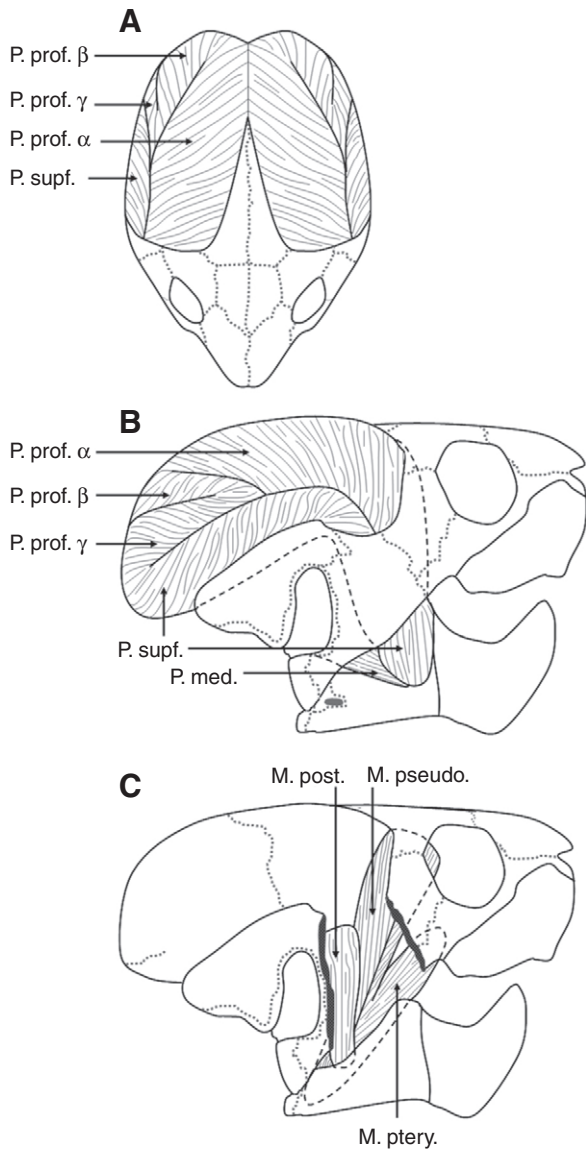 A
P. prof. β
P. prof. γ
P. prof. α
P. supf.
B
P. prof. α
P. prof. β
P. prof. γ
P. supf.
P. med.
C
M. post. M. pseudo.
M. ptery.